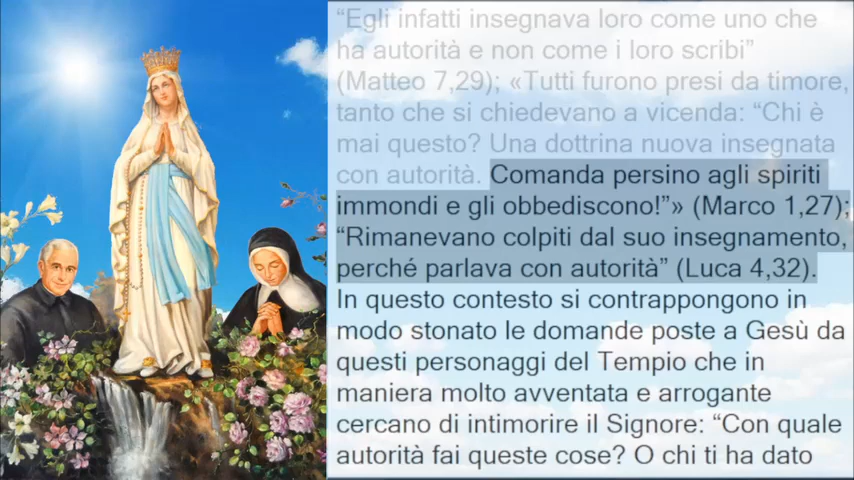 “Egli infatti insegnava loro come uno che
ha autorità e non come i loro scribi”
(Matteo 7,29); «Tutti furono presi da timore,
tanto che si chiedevano a vicenda: “Chi è
mai questo? Una dottrina nuova insegnata
con autorità. Comanda persino agli spiriti
immondi e gli obbediscono!”» (Marco 1,27);
“Rimanevano colpiti dal suo insegnamento,
perché parlava con autorità” (Luca 4,32).
In questo contesto si contrappongono in
modo stonato le domande poste a Gesù da
questi personaggi del Tempio che in
maniera molto avventata e arrogante
cercano di intimorire il Signore: “Con quale
autorità fai queste cose? O chi ti ha dato